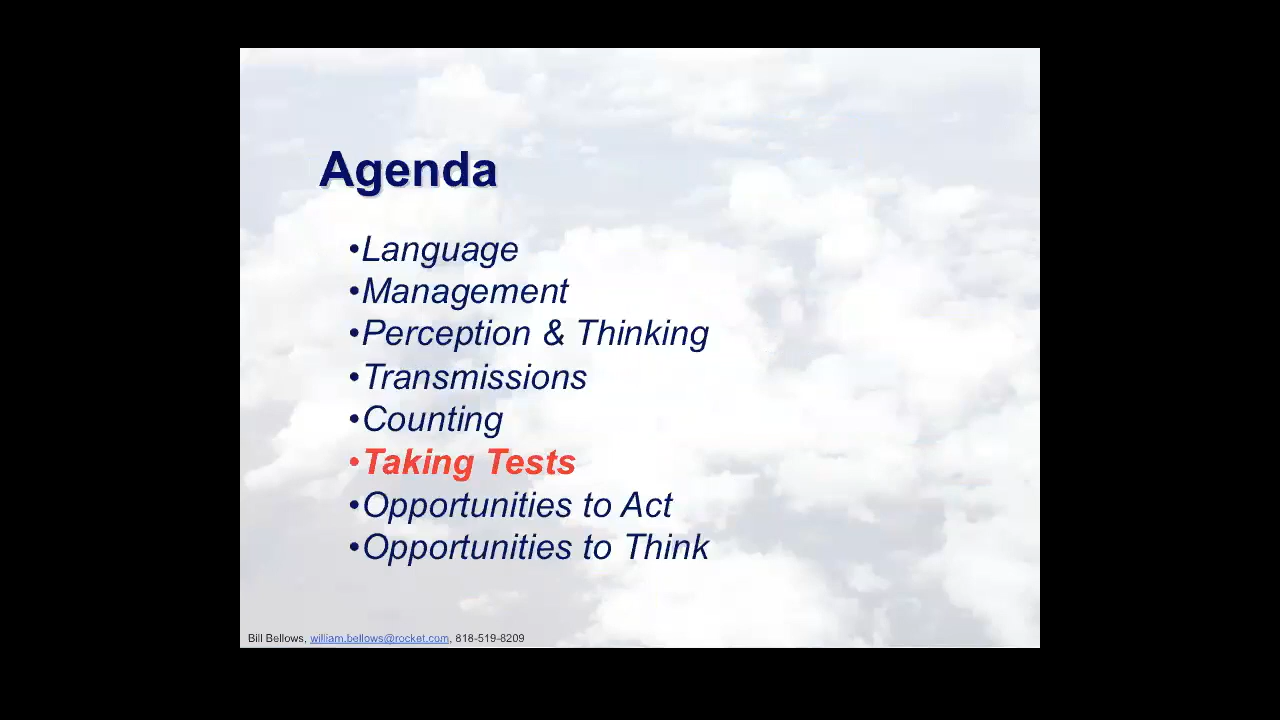 Agenda
•Language
•Management
•Perception & Thinking
•Transmissions
•Counting
•Taking Tests
•Opportunities to Act
•Opportunities to Think
Bill Bellows, william.bellows@rocket.com, 818-519-8209